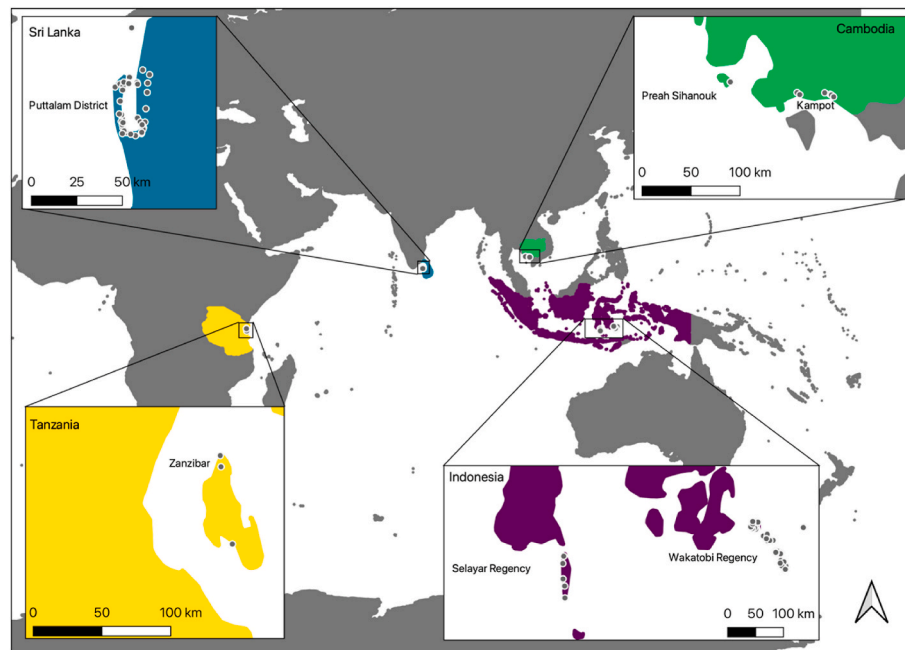 Sri Lanka
Puttalam District
0 25 50 km
Cambodia
Preah Sihanouk
Kampot
0 50 100 km
Tanzania
Zanzibar
0 50 100 km
Indonesia
Selayar Regency
Wakatobi Regency
0 50 100 km